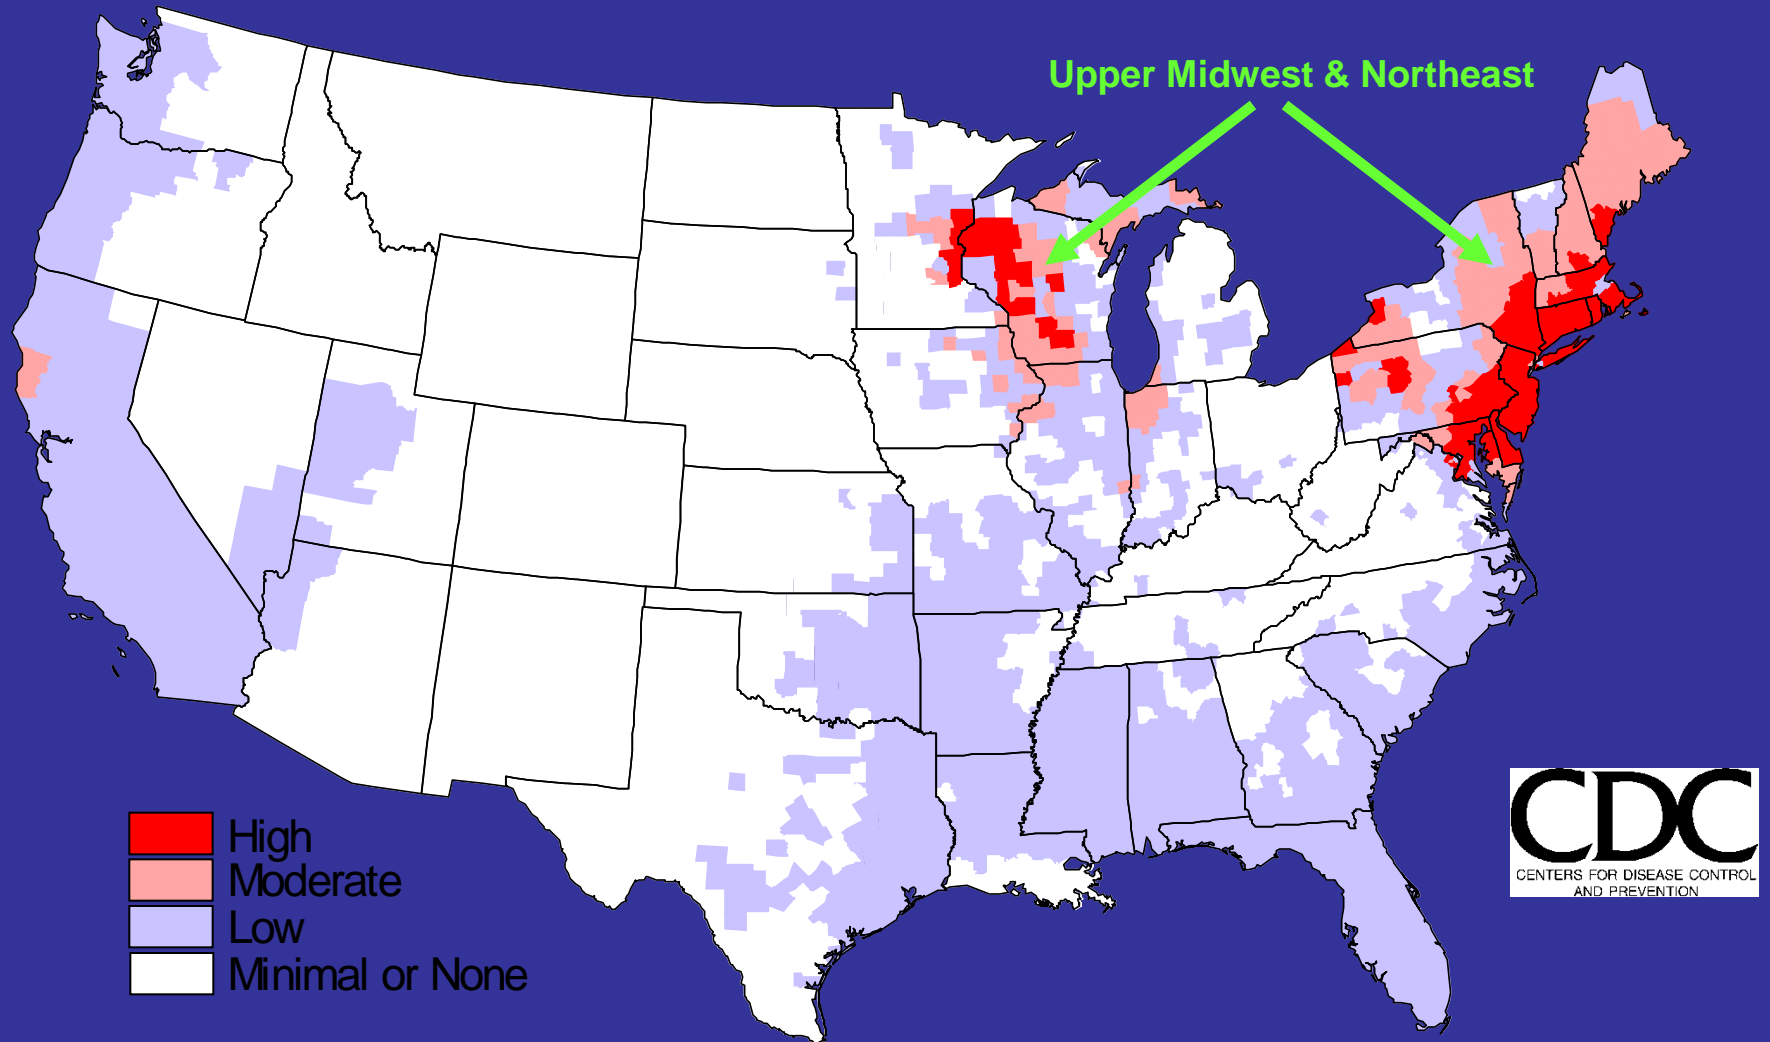 Upper Midwest & Northeast
High
Moderate
Low
Minimal or None
CDC
CENTERS FOR DISEASE CONTROL
AND PREVENTION